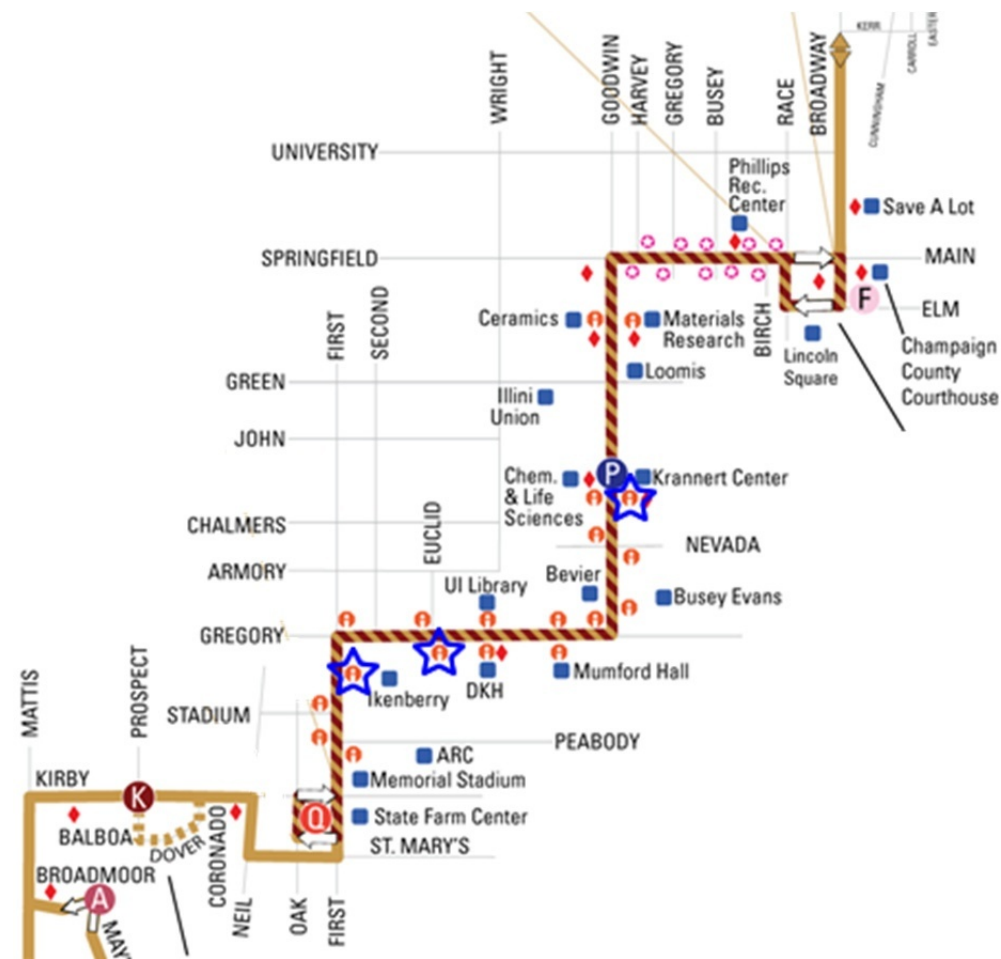 KERR
CARROLL
EASTER
CUNNINGHAM
WRIGHT
GOODWIN
HARVEY
GREGORY
BUSEY
RACE
BROADWAY
UNIVERSITY
Phillips
Rec.
Center
Save A Lot
SPRINGFIELD
MAIN
F
ELM
Ceramics
Materials
Research
BIRCH
Lincoln
Square
Champaign
County
Courthouse
FIRST
SECOND
Loomis
GREEN
Illini
Union
JOHN
Chem.
& Life
Sciences
P
Krannert Center
CHALMERS
EUCLID
NEVADA
ARMORY
UI Library
Bevier
Busey Evans
GREGORY
Ikenberry
DKH
Mumford Hall
MATTIS
PROSPECT
STADIUM
PEABODY
ARC
KIRBY
K
Memorial Stadium
Q
State Farm Center
BALBOA
DOVER
CORONADO
ST. MARY'S
BROADMOOR
A
NEIL
OAK
FIRST
MAY